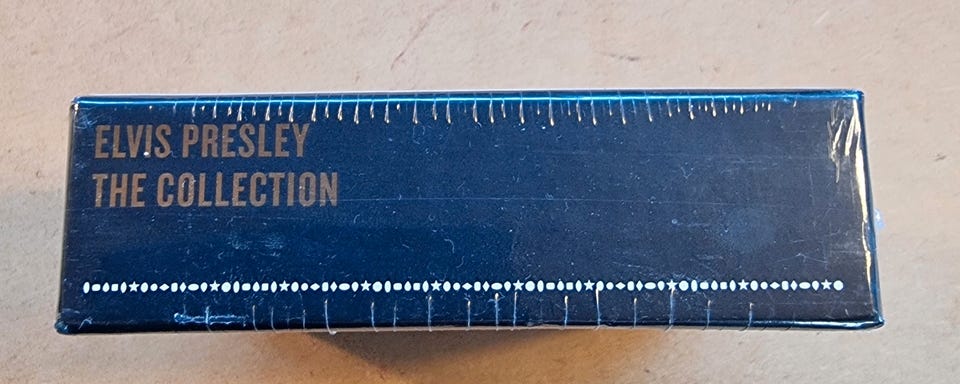 ELVIS PRESLEY
THE COLLECTION